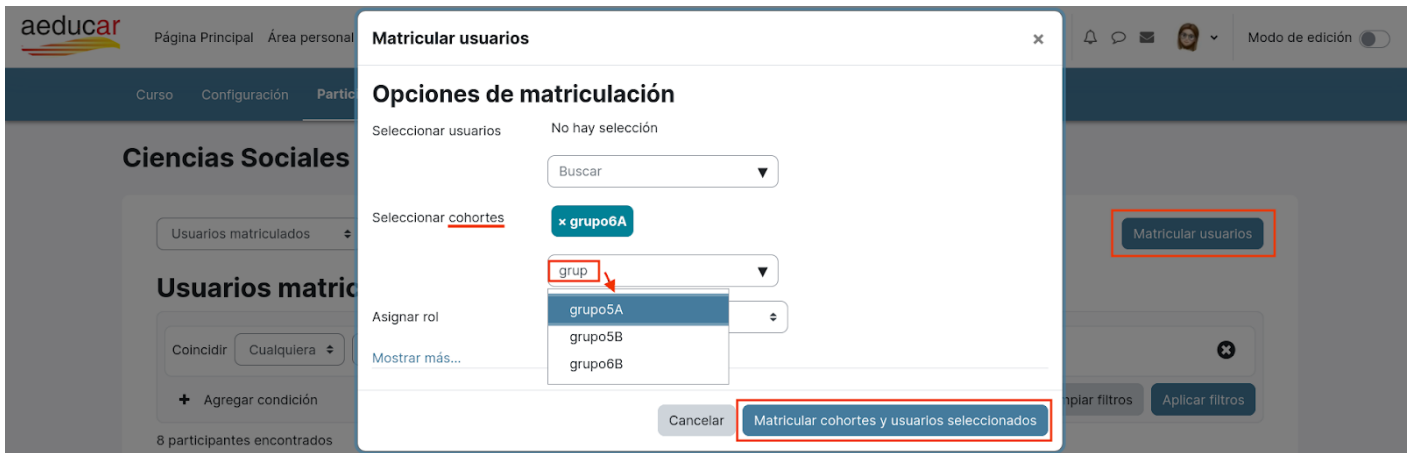 aeducar
Página Principal Área personal
Modo de edición
Curso Configuración Partic
Ciencias Sociales
Usuarios matriculados
Matricular usuarios
Usuarios matric
Coincidir Cualquiera
Agregar condición
8 participantes encontrados
Matricular usuarios ×
Opciones de matriculación
Seleccionar usuarios No hay selección
Buscar ▼
Seleccionar cohortes × grupo6A
grup ▼
grupo5A
grupo5B
grupo6B
Asignar rol
Mostrar más...
Cancelar Matricular cohortes y usuarios seleccionados
filtros Aplicar filtros